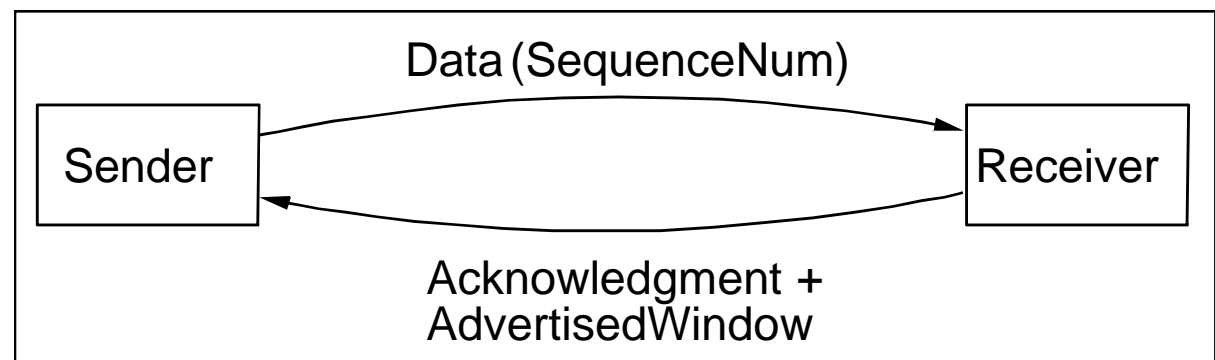 Data (SequenceNum)
Sender
Receiver
Acknowledgment +
AdvertisedWindow